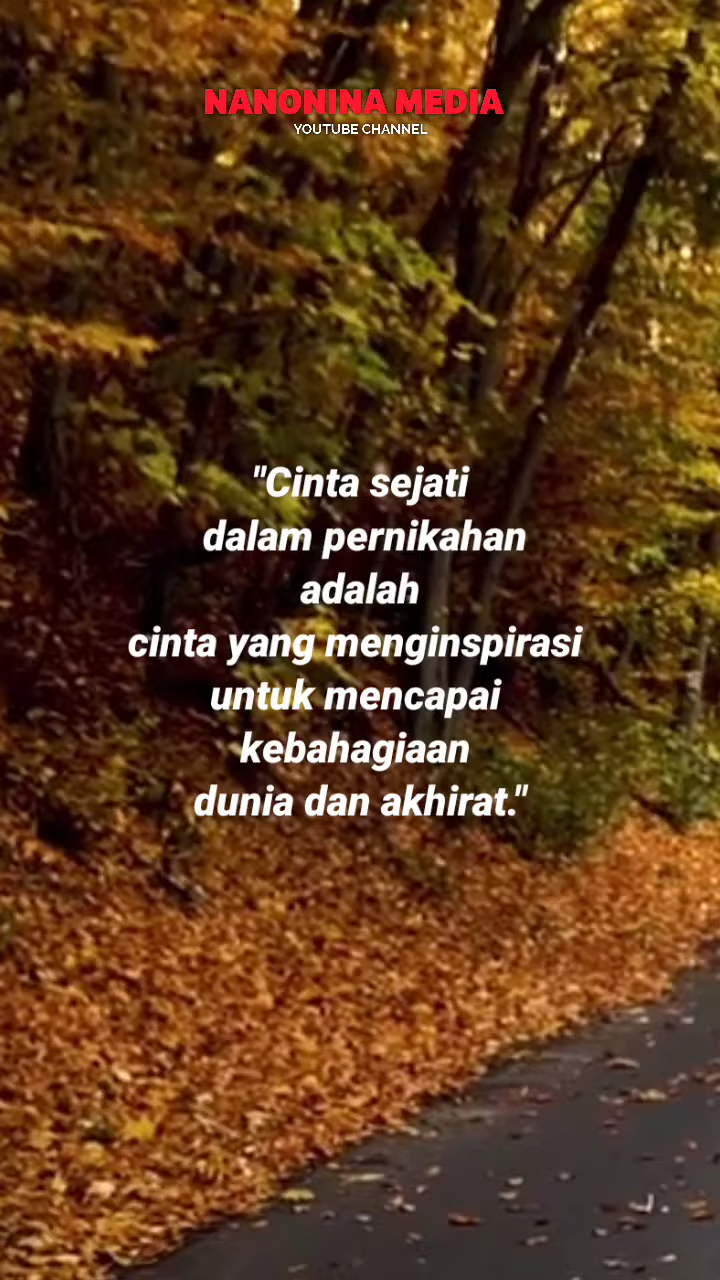 NANONINA MEDIA
YOUTUBE CHANNEL
"Cinta sejati
dalam pernikahan
adalah
cinta yang menginspirasi
untuk mencapai
kebahagiaan
dunia dan akhirat."